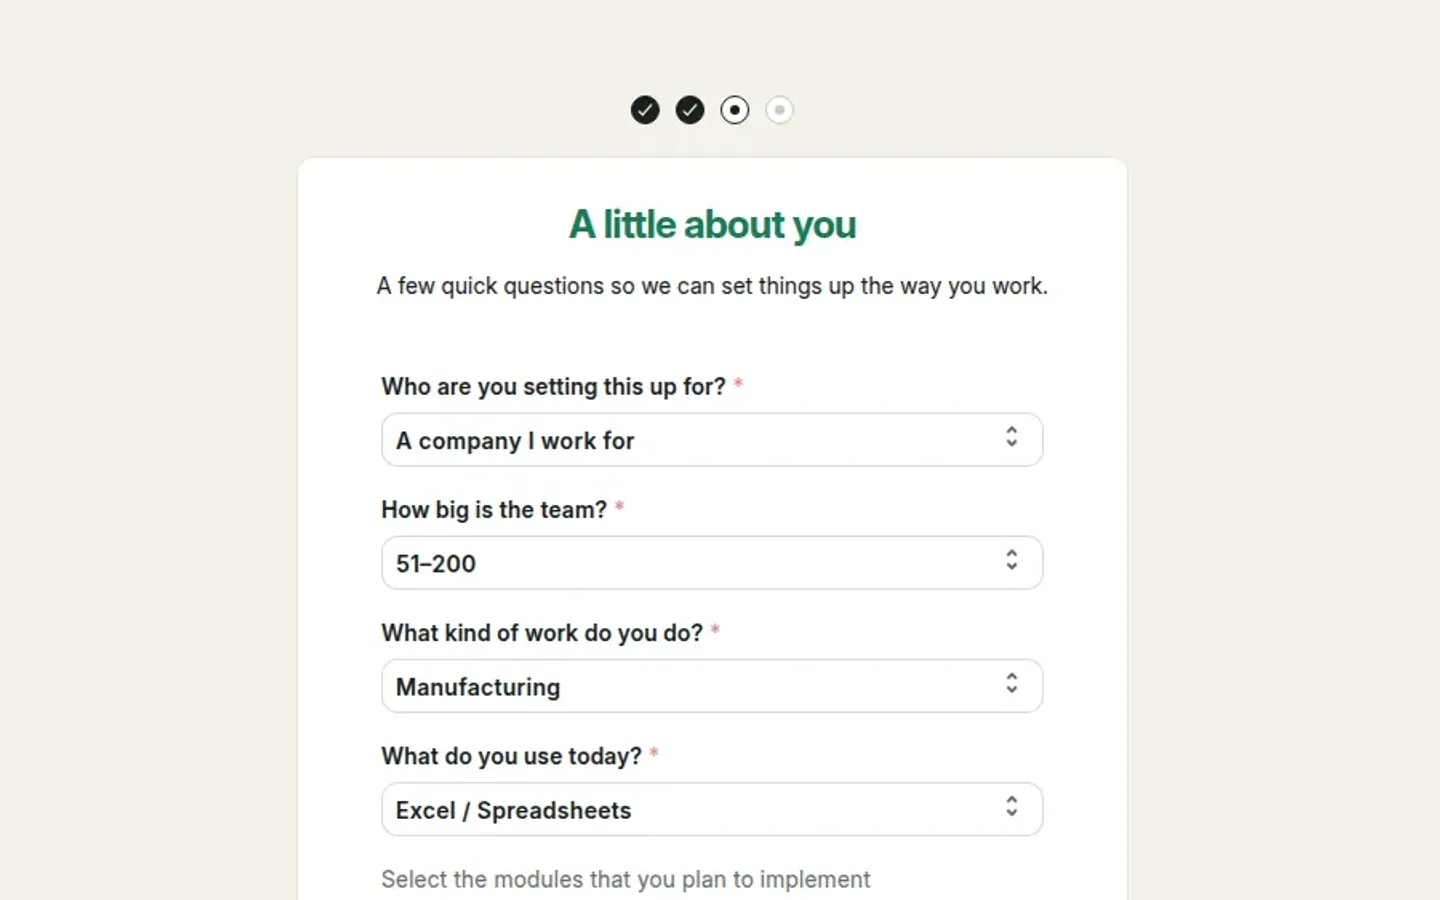 A little about you
A few quick questions so we can set things up the way you work.
Who are you setting this up for? *
A company I work for
How big is the team? *
51–200
What kind of work do you do? *
Manufacturing
What do you use today? *
Excel / Spreadsheets
Select the modules that you plan to implement